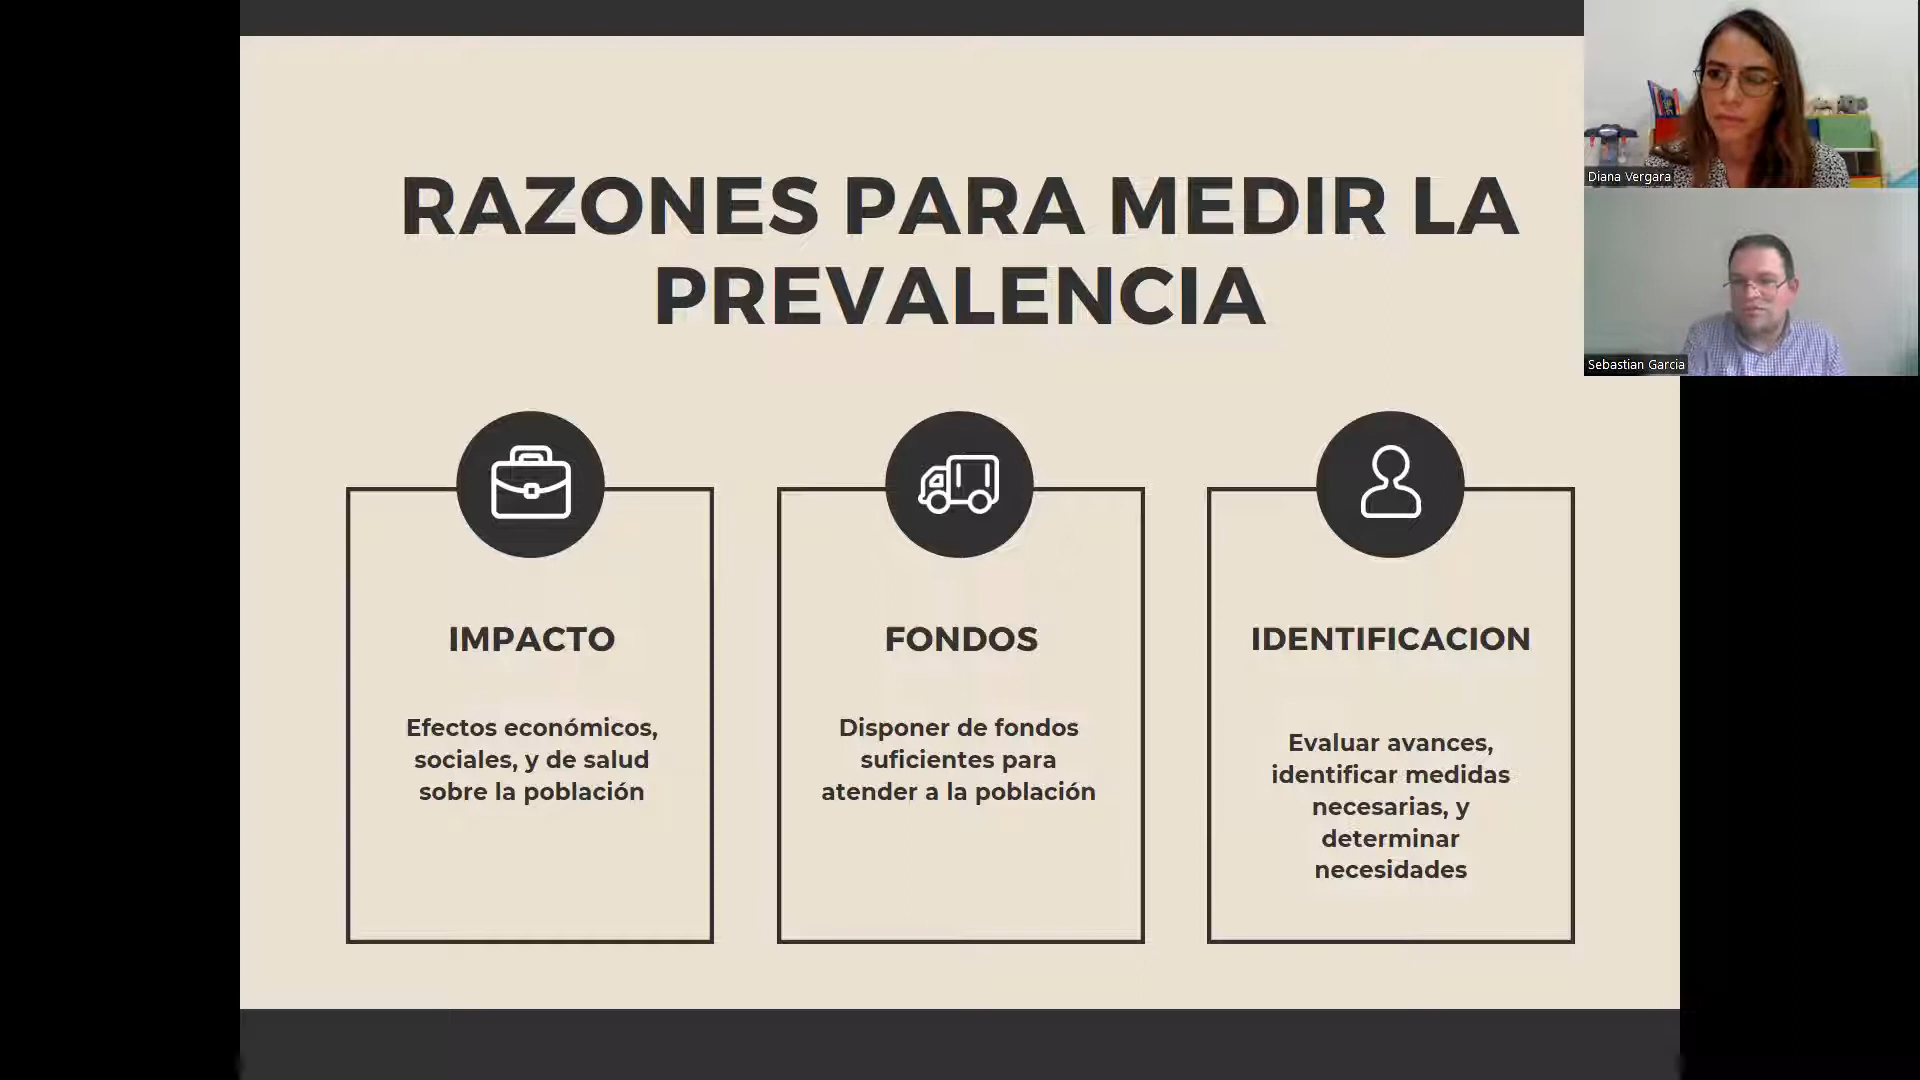 RAZONES PARA MEDIR LA
PREVALENCIA
IMPACTO
Efectos económicos,
sociales, y de salud
sobre la población
FONDOS
Disponer de fondos
suficientes para
atender a la población
IDENTIFICACION
Evaluar avances,
identificar medidas
necesarias, y
determinar
necesidades
Diana Vergara
Sebastian Garcia